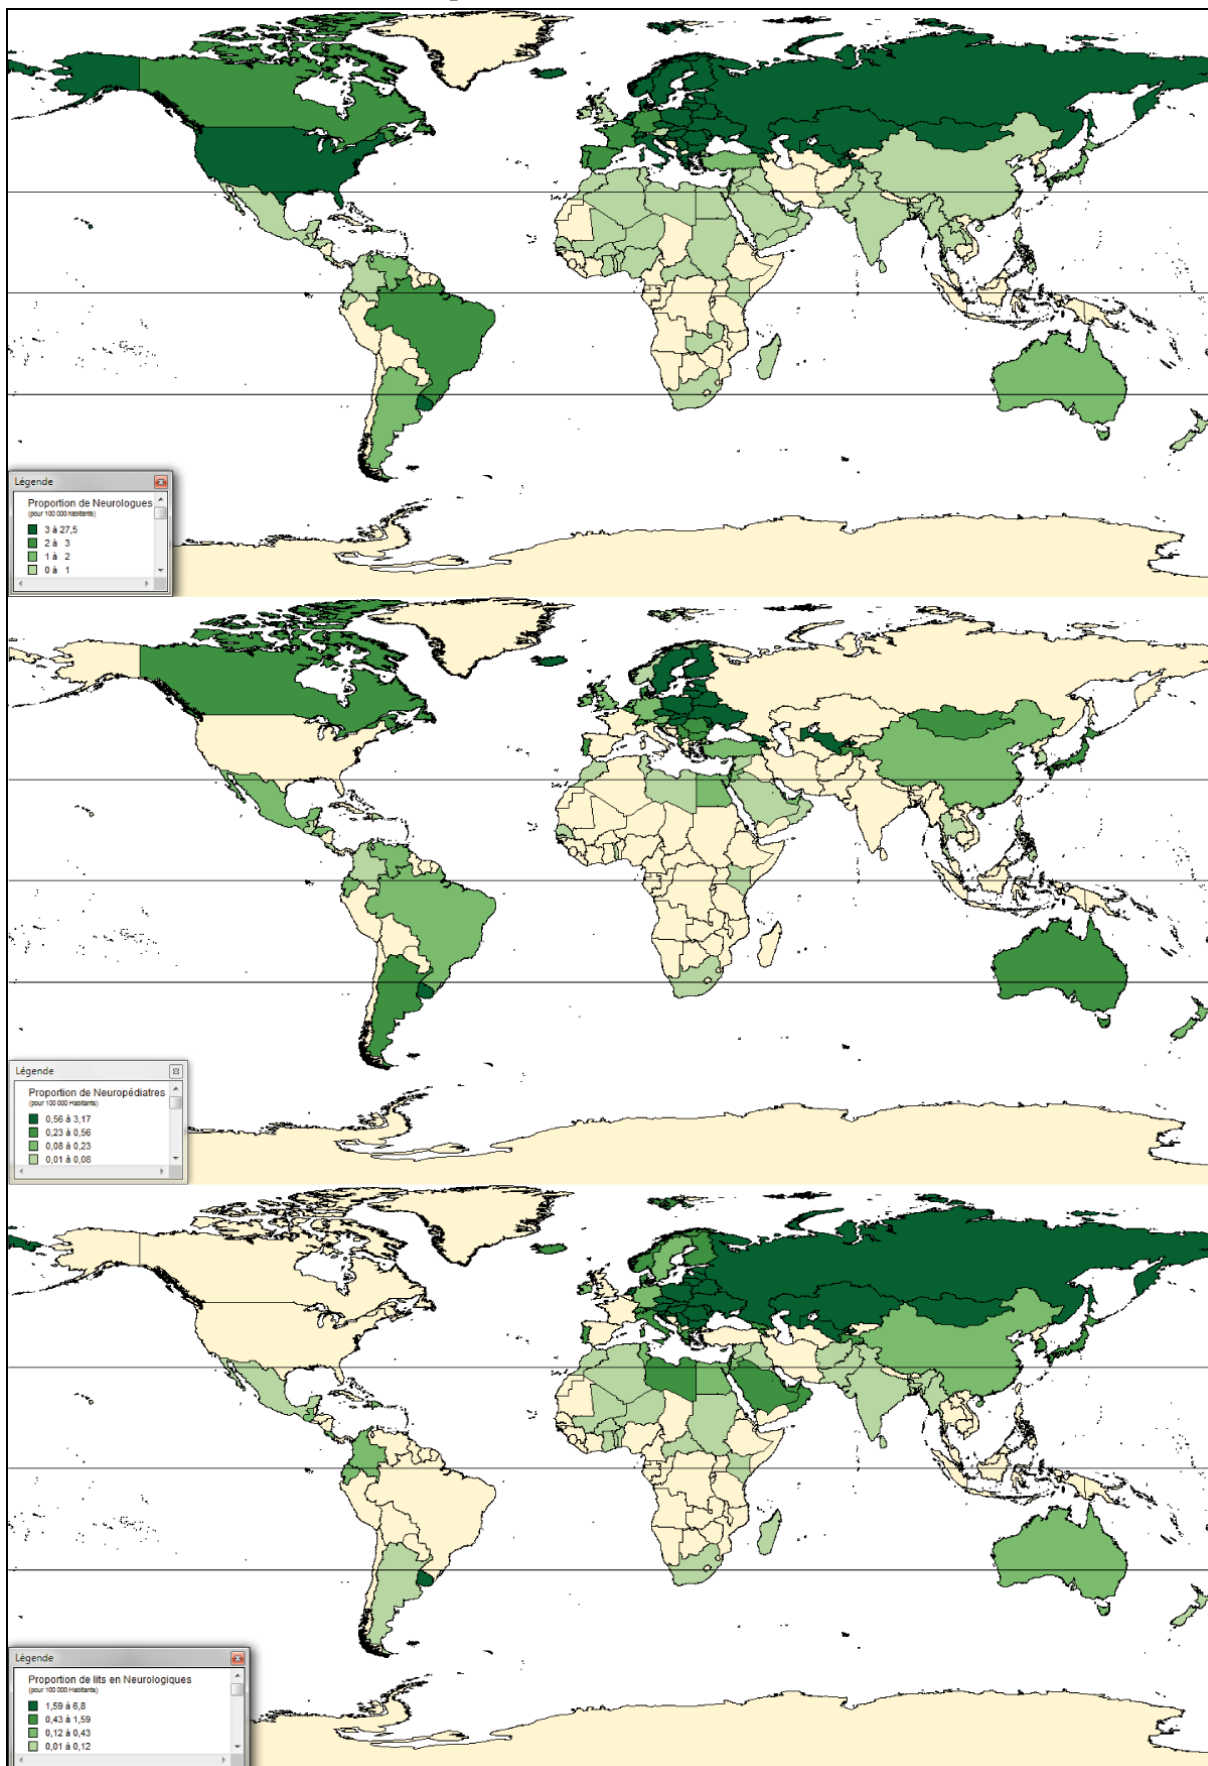 Légende
Proportion de Neurologues
(pour 100 000 habitants)
3 à 27,5
2 à 3
1 à 2
0 à 1
Légende
Proportion de Neuropédiatres
(pour 100 000 Habitants)
0,56 à 3,17
0,23 à 0,56
0,08 à 0,23
0,01 à 0,08
Légende
Proportion de lits en Neurologiques
(pour 100 000 Habitants)
1,59 à 6,8
0,43 à 1,59
0,12 à 0,43
0,01 à 0,12